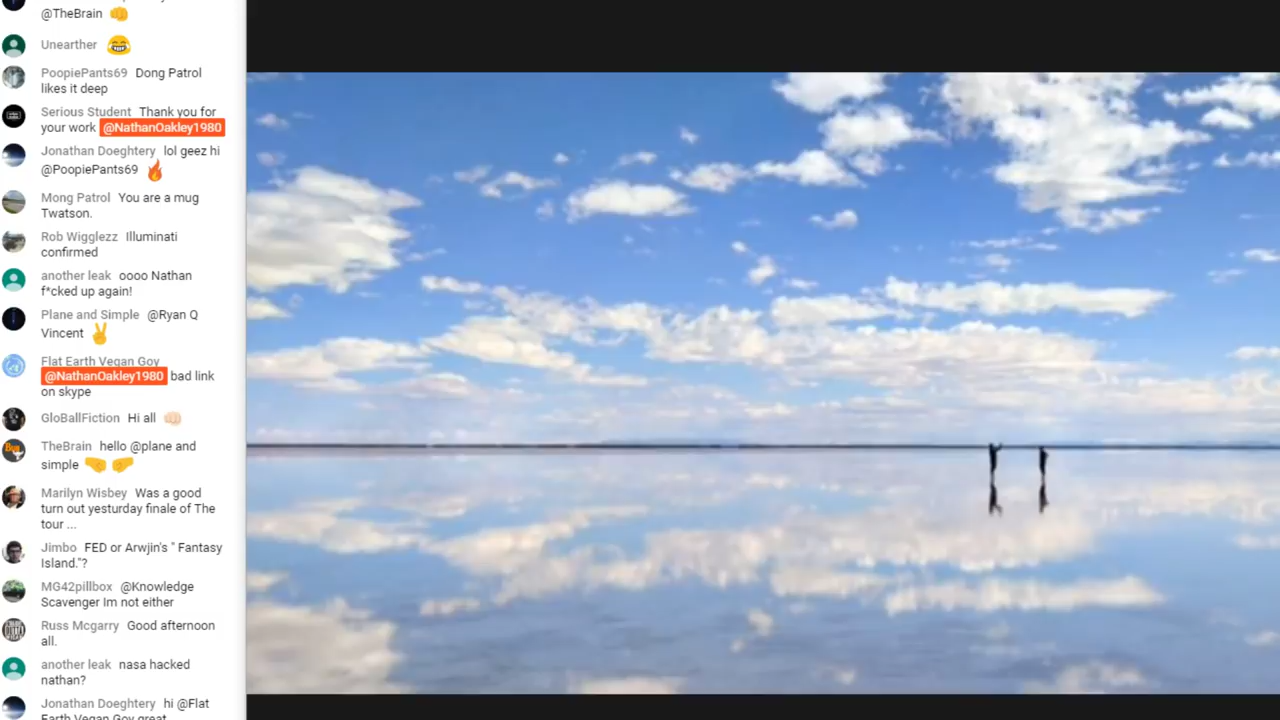 @TheBrain
Unearther
PoopiePants69 Dong Patrol
likes it deep
Serious Student Thank you for
your work @NathanOakley1980
Jonathan Doeghtery lol geez hi
@PoopiePants69
Mong Patrol You are a mug
Twatson.
Rob Wigglezz Illuminati
confirmed
another leak oooo Nathan
f*cked up again!
Plane and Simple @Ryan Q
Vincent
Flat Earth Vegan Goy
@NathanOakley1980 bad link
on skype
GloBallFiction Hi all
TheBrain hello @plane and
simple
Marilyn Wisbey Was a good
turn out yesturday finale of The
tour ...
Jimbo FED or Arwjin's " Fantasy
Island."?
MG42pillbox @Knowledge
Scavenger Im not either
Russ Mcgarry Good afternoon
all.
another leak nasa hacked
nathan?
Jonathan Doeghtery hi @Flat
Earth Vegan Goy great